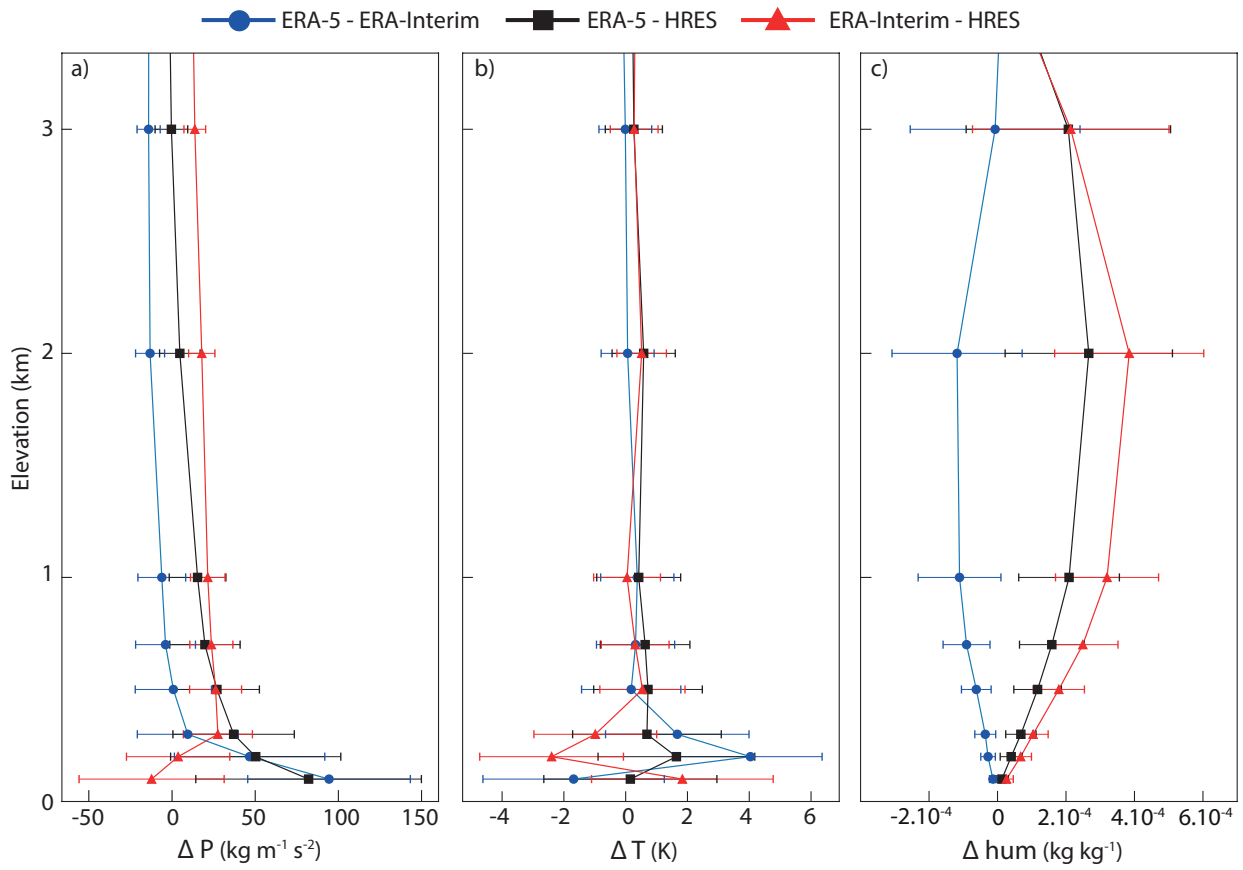 ERA-5 - ERA-Interim ERA-5 - HRES ERA-Interim - HRES
a) b) c)
3
2
1
0
Elevation (km)
-50 0 50 100 150
-4 -2 0 2 4 6
-2.10⁻⁴ 0 2.10⁻⁴ 4.10⁻⁴ 6.10⁻⁴
Δ P (kg m⁻¹ s⁻²) Δ T (K) Δ hum (kg kg⁻¹)